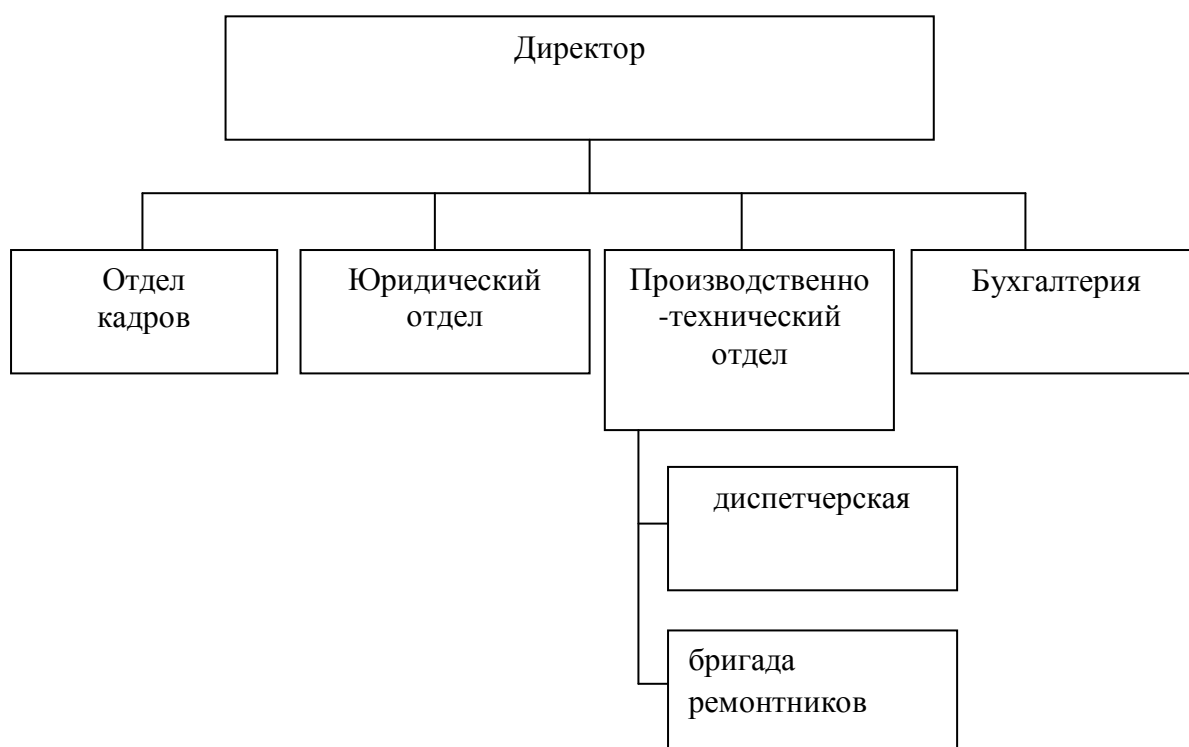 Директор
Отдел
кадров
Юридический
отдел
Производственно
-технический
отдел
Бухгалтерия
диспетчерская
бригада
ремонтников